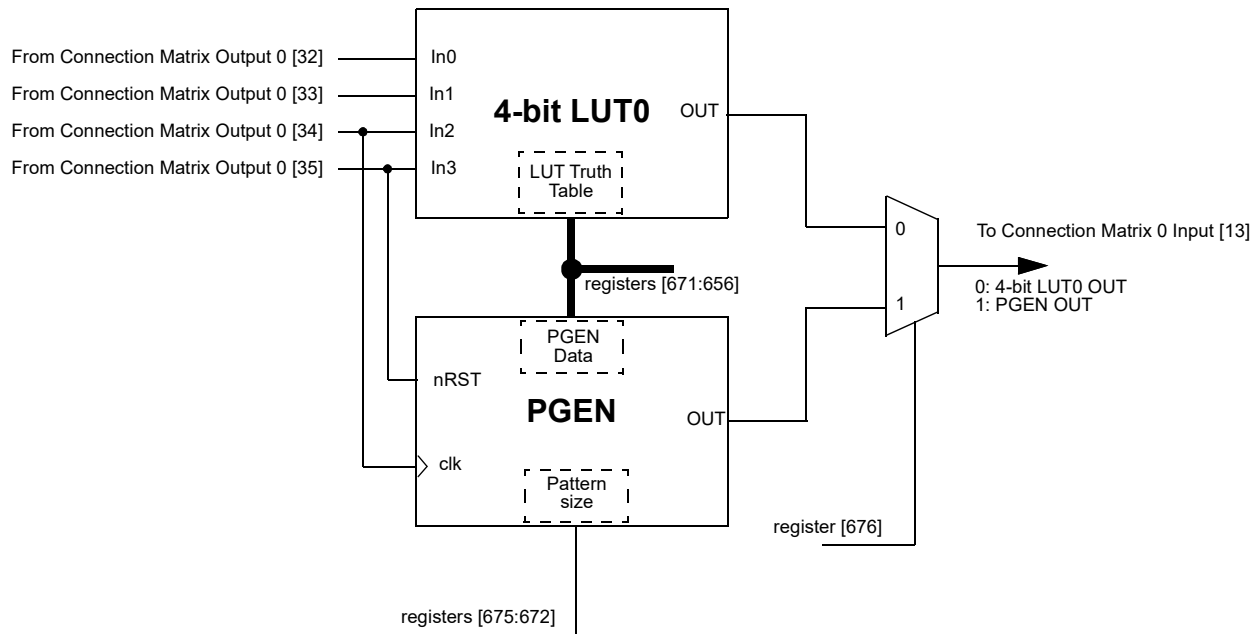 From Connection Matrix Output 0 [32]
From Connection Matrix Output 0 [33]
From Connection Matrix Output 0 [34]
From Connection Matrix Output 0 [35]
In0
In1
In2
In3
4-bit LUT0
OUT
LUT Truth
Table
registers [671:656]
PGEN
Data
nRST
PGEN
OUT
clk
Pattern
size
registers [675:672]
register [676]
0
1
To Connection Matrix 0 Input [13]
0: 4-bit LUT0 OUT
1: PGEN OUT